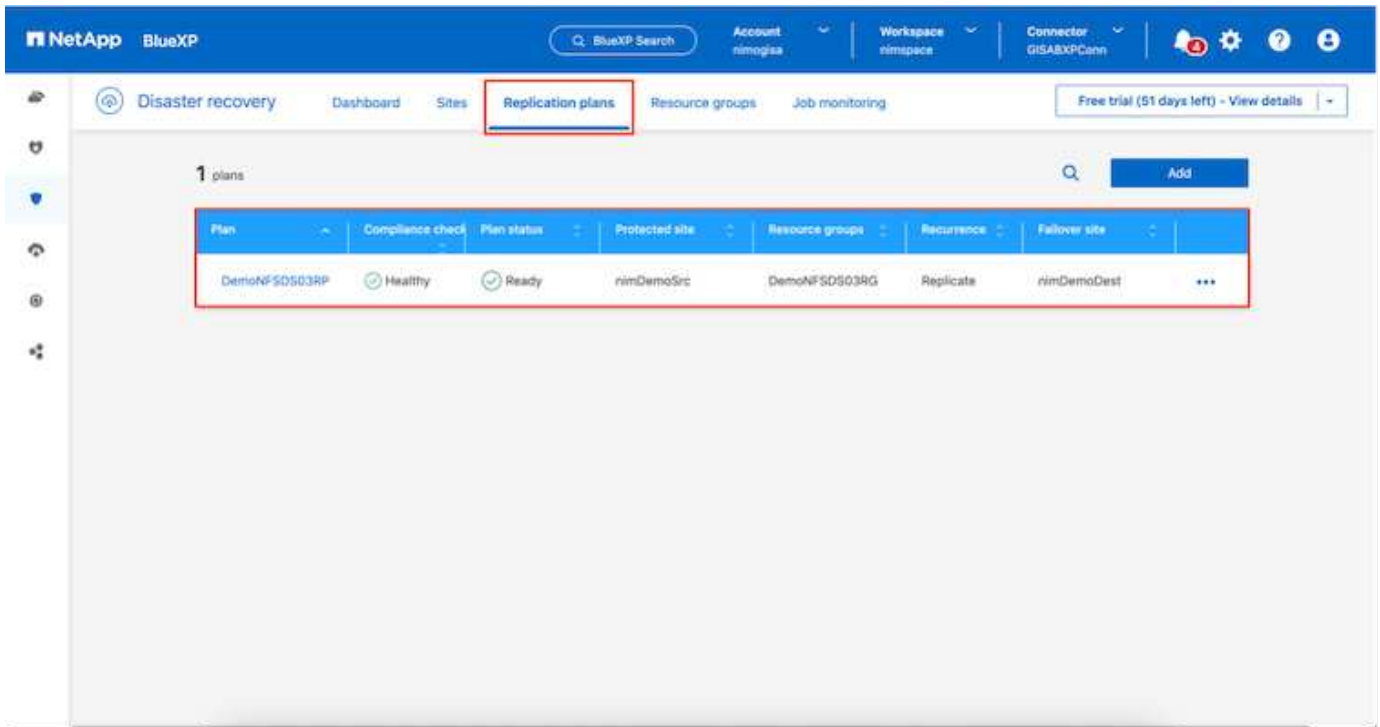 NetApp BlueXP BlueXP Search Account Workspace Connector 4
nimogisa nimspace GISABXPConn
Disaster recovery Dashboard Sites Replication plans Resource groups Job monitoring Free trial (51 days left) - View details
1 plans Add
Plan Compliance check Plan status Protected site Resource groups Recurrence Failover site
DemoNFSDS03RP Healthy Ready nimDemoSrc DemoNFSDS03RG Replicate nimDemoDest